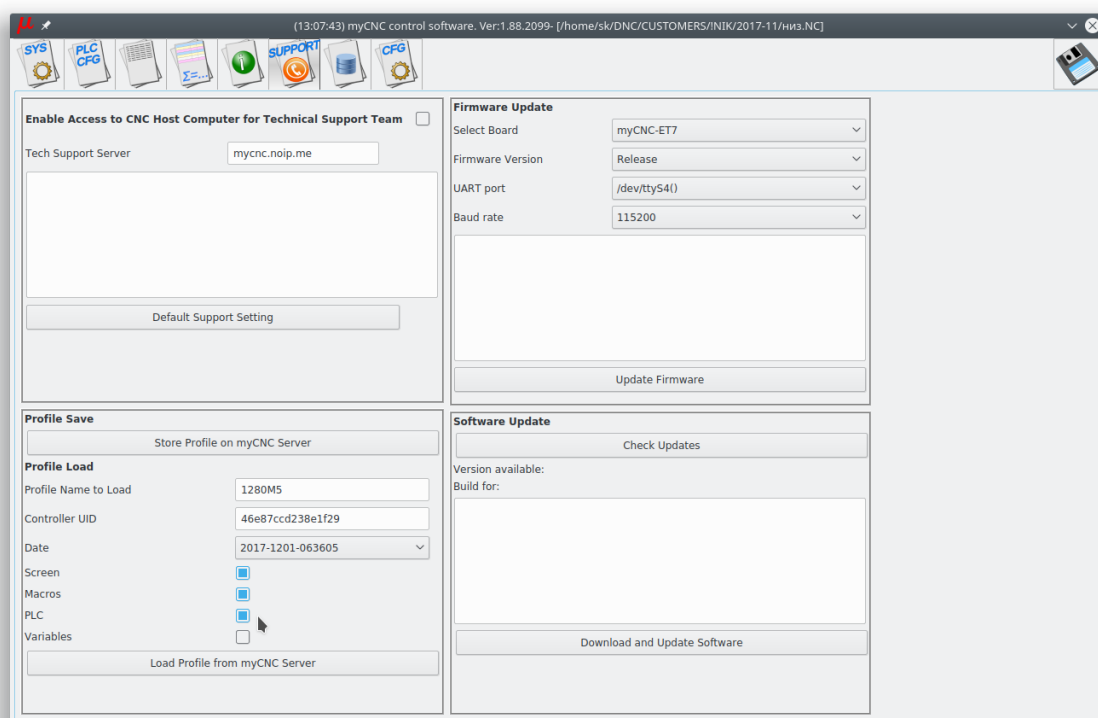 μ
(13:07:43) myCNC control software. Ver:1.88.2099- [/home/sk/DNC/CUSTOMERS/!NIK/2017-11/низ.NC]
SYS
PLC CFG
Σ=...
SUPPORT
CFG
Enable Access to CNC Host Computer for Technical Support Team
Tech Support Server mycnc.noip.me
Default Support Setting
Firmware Update
Select Board myCNC-ET7
Firmware Version Release
UART port /dev/ttyS4()
Baud rate 115200
Update Firmware
Profile Save
Store Profile on myCNC Server
Profile Load
Profile Name to Load 1280M5
Controller UID 46e87ccd238e1f29
Date 2017-1201-063605
Screen
Macros
PLC
Variables
Load Profile from myCNC Server
Software Update
Check Updates
Version available:
Build for:
Download and Update Software